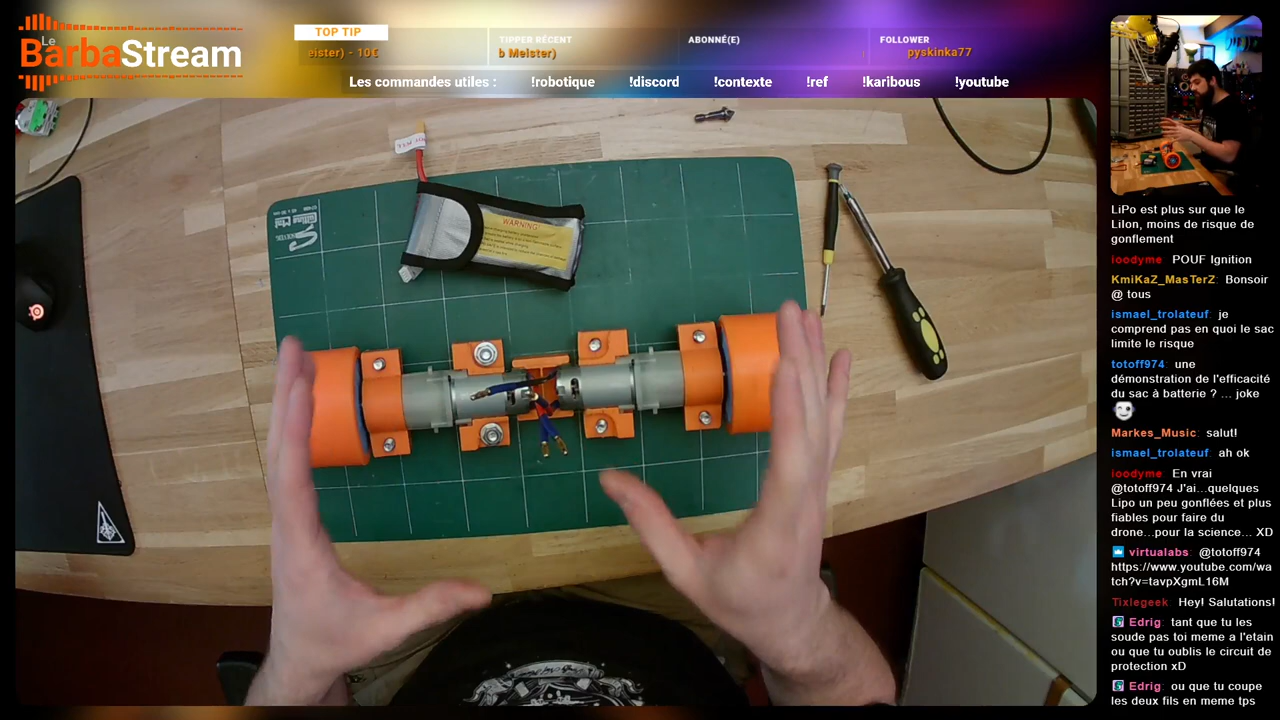 Le
BarbaStream
TOP TIP
eister) - 10€
TIPPER RÉCENT
b Meister)
ABONNÉ(E)
FOLLOWER
pyskinka77
Les commandes utiles : !robotique !discord !contexte !ref !karibous !youtube
WARNING!
LiPo est plus sur que le
LiIon, moins de risque de
gonflement
ioodyme POUF Ignition
KmiKaZ_MasTerZ: Bonsoir
@ tous
ismael_trolateuf: je
comprend pas en quoi le sac
limite le risque
totoff974: une
démonstration de l'efficacité
du sac à batterie ? ... joke
Markes_Music: salut!
ismael_trolateuf: ah ok
ioodyme En vrai
@totoff974 J'ai...quelques
Lipo un peu gonflées et plus
fiables pour faire du
drone...pour la science... XD
virtualabs: @totoff974
https://www.youtube.com/wa
tch?v=tavpXgmL16M
Tixlegeek: Hey! Salutations!
Edrig: tant que tu les
soude pas toi meme a l'etain
ou que tu oublis le circuit de
protection xD
Edrig: ou que tu coupe
les deux fils en meme tps